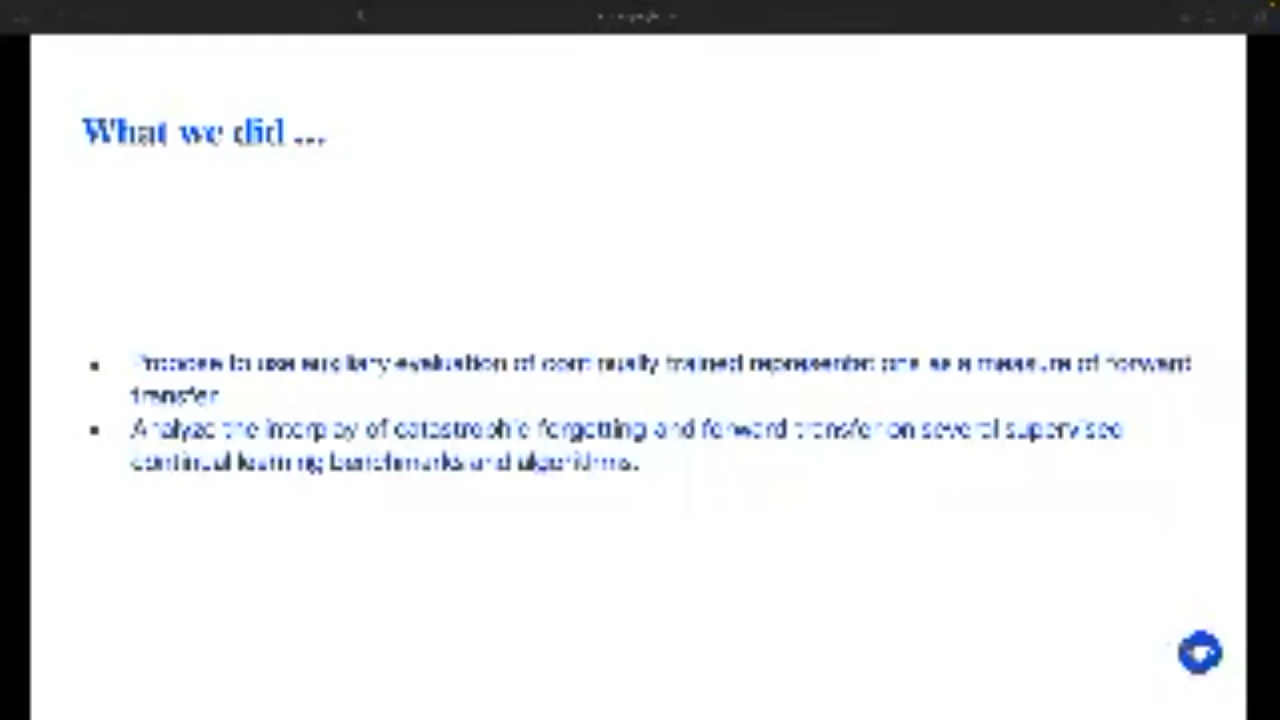 What we did ...
Propose to use auxiliary evaluation of continually trained representations as a measure of forward
transfer
Analyze the interplay of catastrophic forgetting and forward transfer on several supervised
continual learning benchmarks and algorithms.